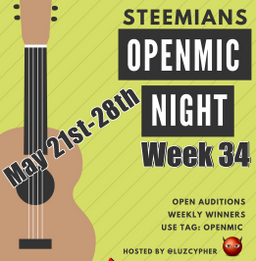 STEEMIANS
OPENMIC
NIGHT
May 21st-28th
Week 34
OPEN AUDITIONS
WEEKLY WINNERS
USE TAG: OPENMIC
HOSTED BY @LUZCYPHER